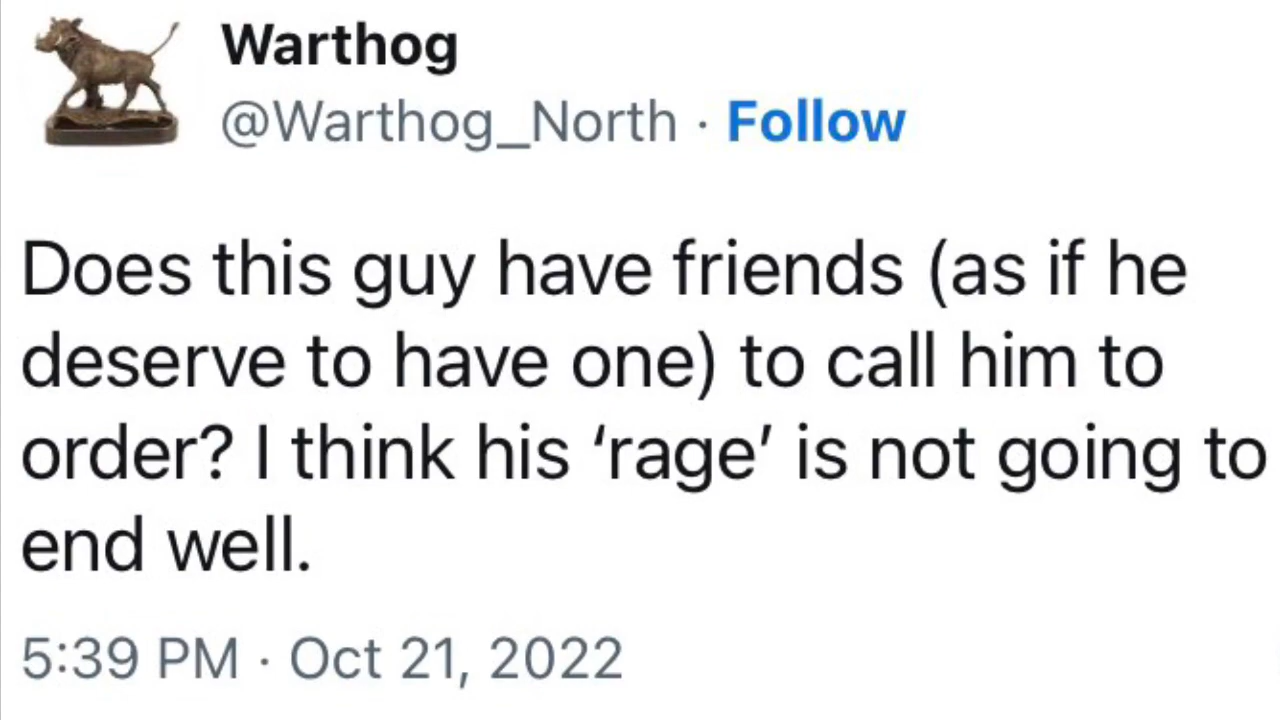 Warthog
@Warthog_North · Follow
Does this guy have friends (as if he
deserve to have one) to call him to
order? I think his ‘rage’ is not going to
end well.
5:39 PM · Oct 21, 2022